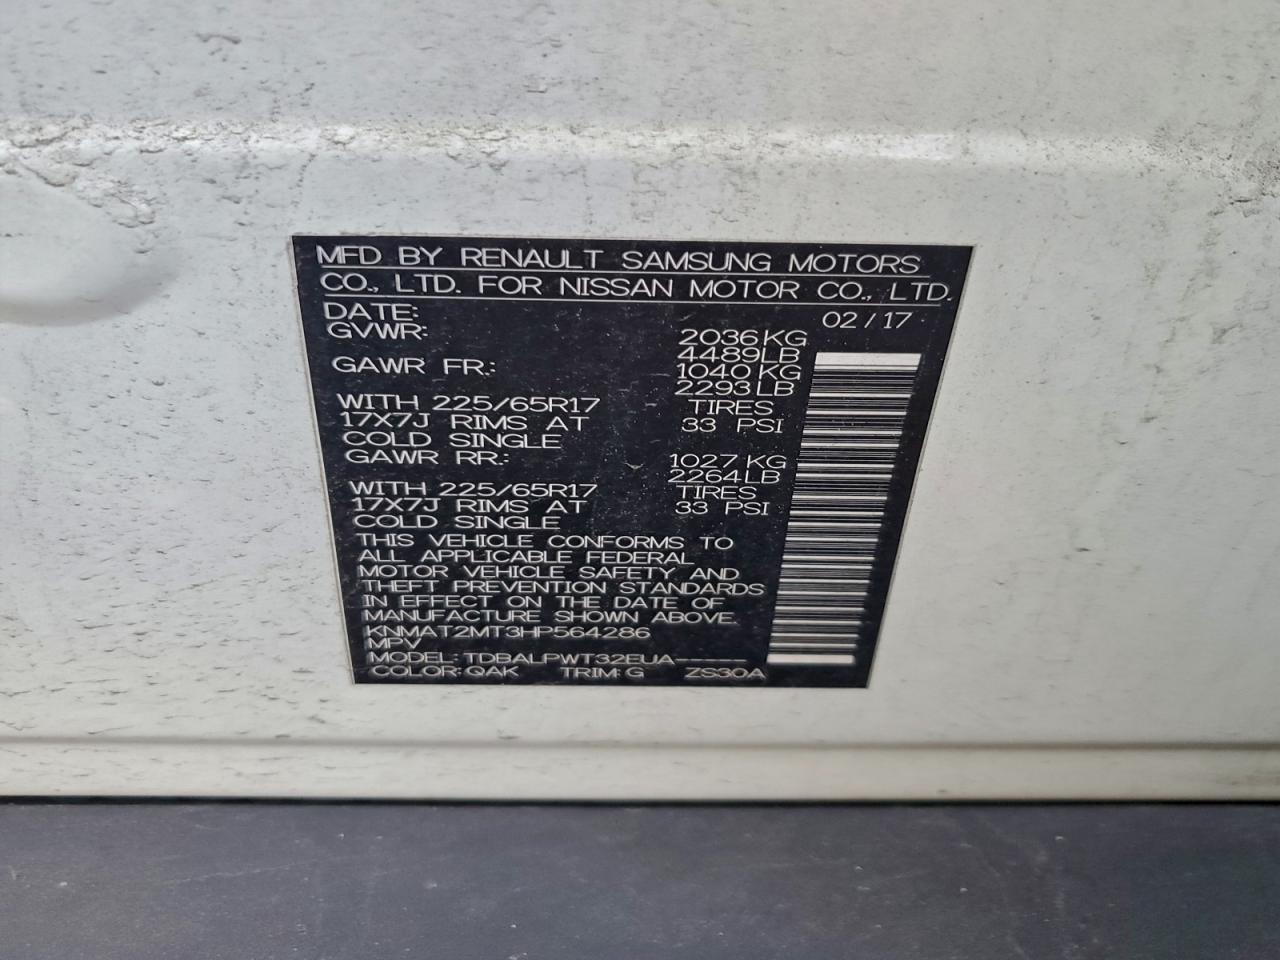 MFD BY RENAULT SAMSUNG MOTORS
CO., LTD. FOR NISSAN MOTOR CO., LTD.
DATE: 02 / 17
GVWR: 2036 KG
4489LB
GAWR FR.: 1040 KG
2293 LB
WITH 225/65R17 TIRES
17X7J RIMS AT 33 PSI
COLD SINGLE
GAWR RR.: 1027 KG
2264LB
WITH 225/65R17 TIRES
17X7J RIMS AT 33 PSI
COLD SINGLE
THIS VEHICLE CONFORMS TO
ALL APPLICABLE FEDERAL
MOTOR VEHICLE SAFETY AND
THEFT PREVENTION STANDARDS
IN EFFECT ON THE DATE OF
MANUFACTURE SHOWN ABOVE.
KNMAT2MT3HP564286
MPV
MODEL: TDBALPWT32EUA-----
COLOR: QAK TRIM: G ZS30A